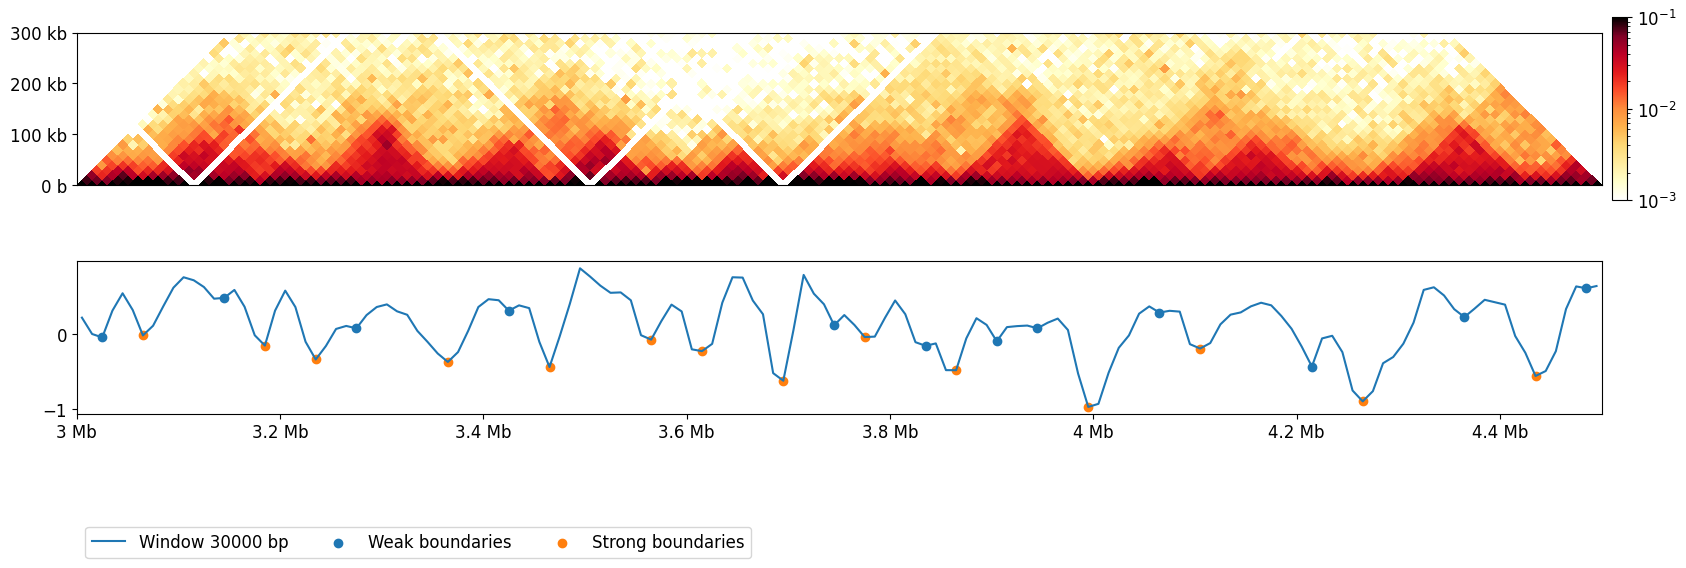 300 kb
200 kb
100 kb
0 b
10⁻¹
10⁻²
10⁻³
0
−1
3 Mb 3.2 Mb 3.4 Mb 3.6 Mb 3.8 Mb 4 Mb 4.2 Mb 4.4 Mb
Window 30000 bp Weak boundaries Strong boundaries